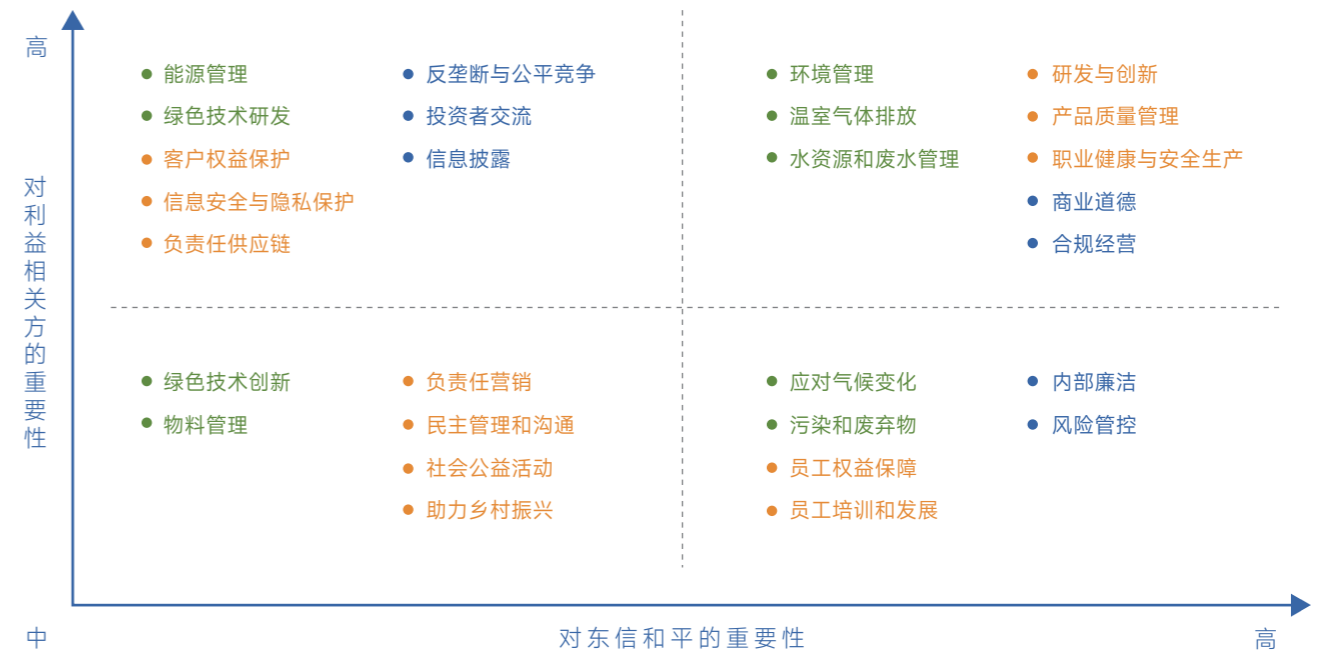 高
对利益相关方的重要性
能源管理
绿色技术研发
客户权益保护
信息安全与隐私保护
负责任供应链
反垄断与公平竞争
投资者交流
信息披露
环境管理
温室气体排放
水资源和废水管理
研发与创新
产品质量管理
职业健康与安全生产
商业道德
合规经营
绿色技术创新
物料管理
负责任营销
民主管理和沟通
社会公益活动
助力乡村振兴
应对气候变化
污染和废弃物
员工权益保障
员工培训和发展
内部廉洁
风险管控
中
对东信和平的重要性
高